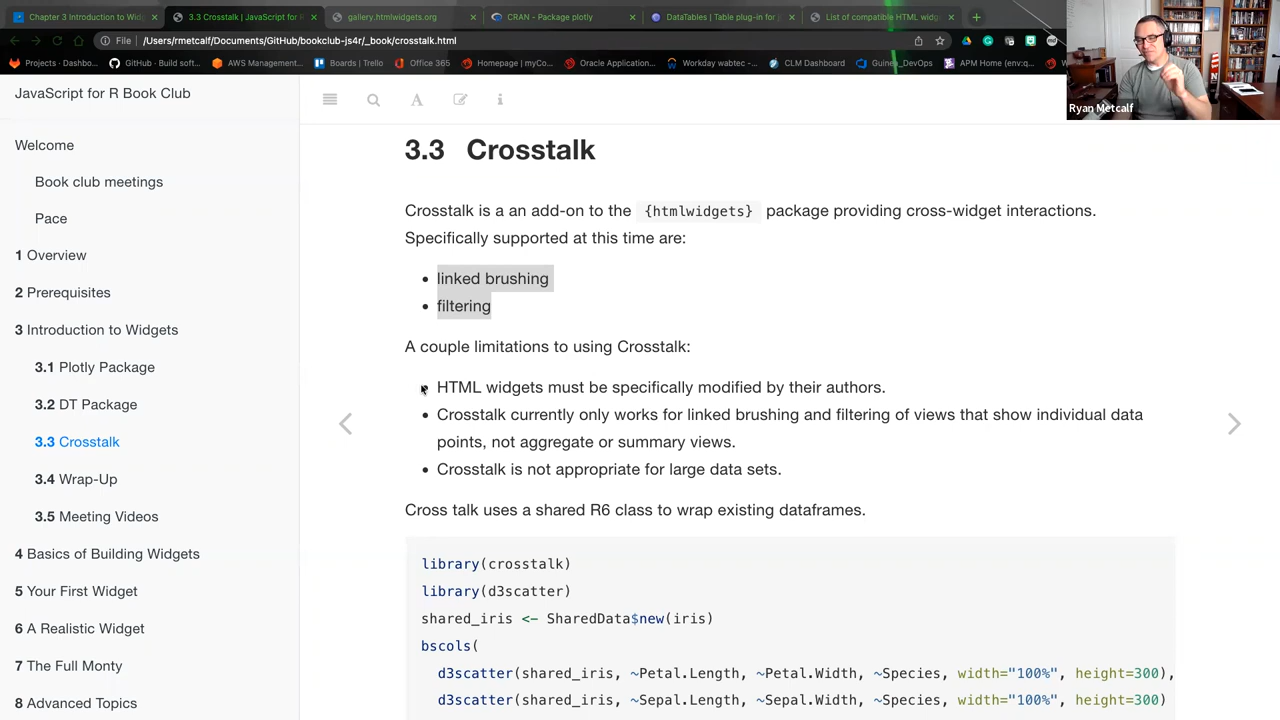 Chapter 3 Introduction to Wid
3.3 Crosstalk | JavaScript for R
gallery.htmlwidgets.org
CRAN - Package plotly
DataTables | Table plug-in for j
List of compatible HTML widg
File | /Users/rmetcalf/Documents/GitHub/bookclub-js4r/_book/crosstalk.html
Projects - Dashbo...
GitHub · Build soft...
AWS Management...
Boards | Trello
Office 365
Homepage | myCo...
Oracle Application...
Workday wabtec -...
CLM Dashboard
Guinea_DevOps
APM Home (env:q...
Ryan Metcalf
JavaScript for R Book Club
Welcome
Book club meetings
Pace
1 Overview
2 Prerequisites
3 Introduction to Widgets
3.1 Plotly Package
3.2 DT Package
3.3 Crosstalk
3.4 Wrap-Up
3.5 Meeting Videos
4 Basics of Building Widgets
5 Your First Widget
6 A Realistic Widget
7 The Full Monty
8 Advanced Topics
3.3 Crosstalk
Crosstalk is a an add-on to the {htmlwidgets} package providing cross-widget interactions.
Specifically supported at this time are:
• linked brushing
• filtering
A couple limitations to using Crosstalk:
• HTML widgets must be specifically modified by their authors.
• Crosstalk currently only works for linked brushing and filtering of views that show individual data
points, not aggregate or summary views.
• Crosstalk is not appropriate for large data sets.
Cross talk uses a shared R6 class to wrap existing dataframes.
library(crosstalk)
library(d3scatter)
shared_iris <- SharedData$new(iris)
bscols(
d3scatter(shared_iris, ~Petal.Length, ~Petal.Width, ~Species, width="100%", height=300),
d3scatter(shared_iris, ~Sepal.Length, ~Sepal.Width, ~Species, width="100%", height=300)